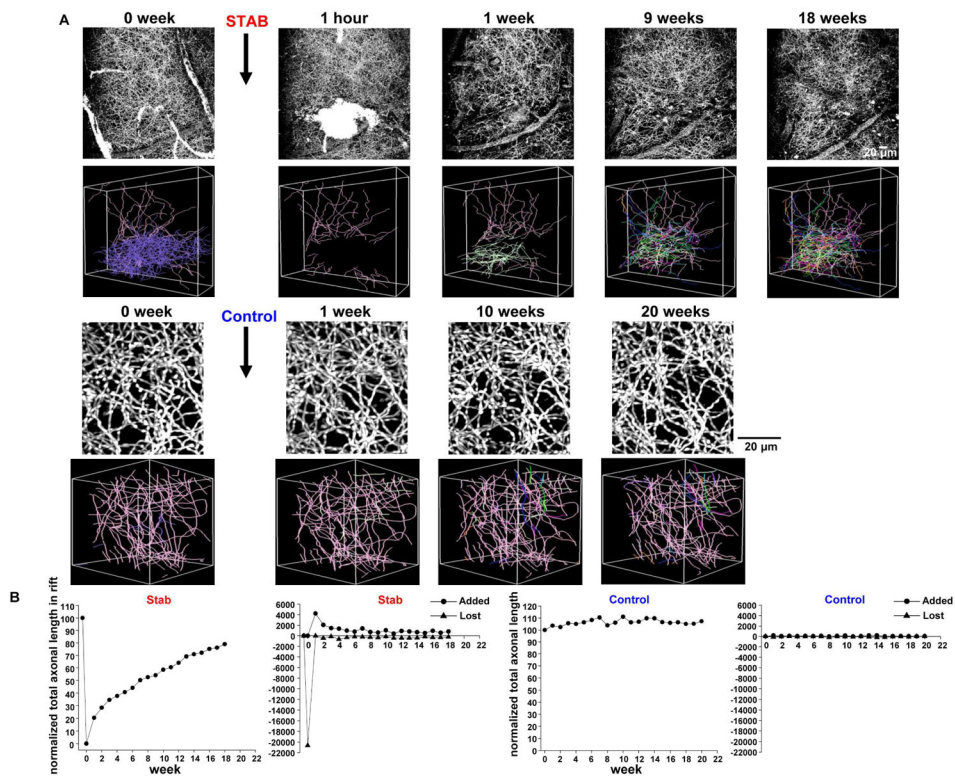 A
0 week
STAB
1 hour
1 week
9 weeks
18 weeks
20 µm
0 week
Control
1 week
10 weeks
20 weeks
20 µm
B
normalized total axonal length in rift
110
100
90
80
70
60
50
40
30
20
10
0
Stab
0 2 4 6 8 10 12 14 16 18 20 22
week
Stab
Added
Lost
6000
4000
2000
0
-2000
-4000
-6000
-8000
-10000
-12000
-14000
-16000
-18000
-20000
-22000
0 2 4 6 8 10 12 14 16 18 20 22
normalized total axonal length
120
110
100
90
80
70
60
50
40
30
20
10
0
Control
0 2 4 6 8 10 12 14 16 18 20 22
week
Control
Added
Lost
6000
4000
2000
0
-2000
-4000
-6000
-8000
-10000
-12000
-14000
-16000
-18000
-20000
-22000
0 2 4 6 8 10 12 14 16 18 20 22